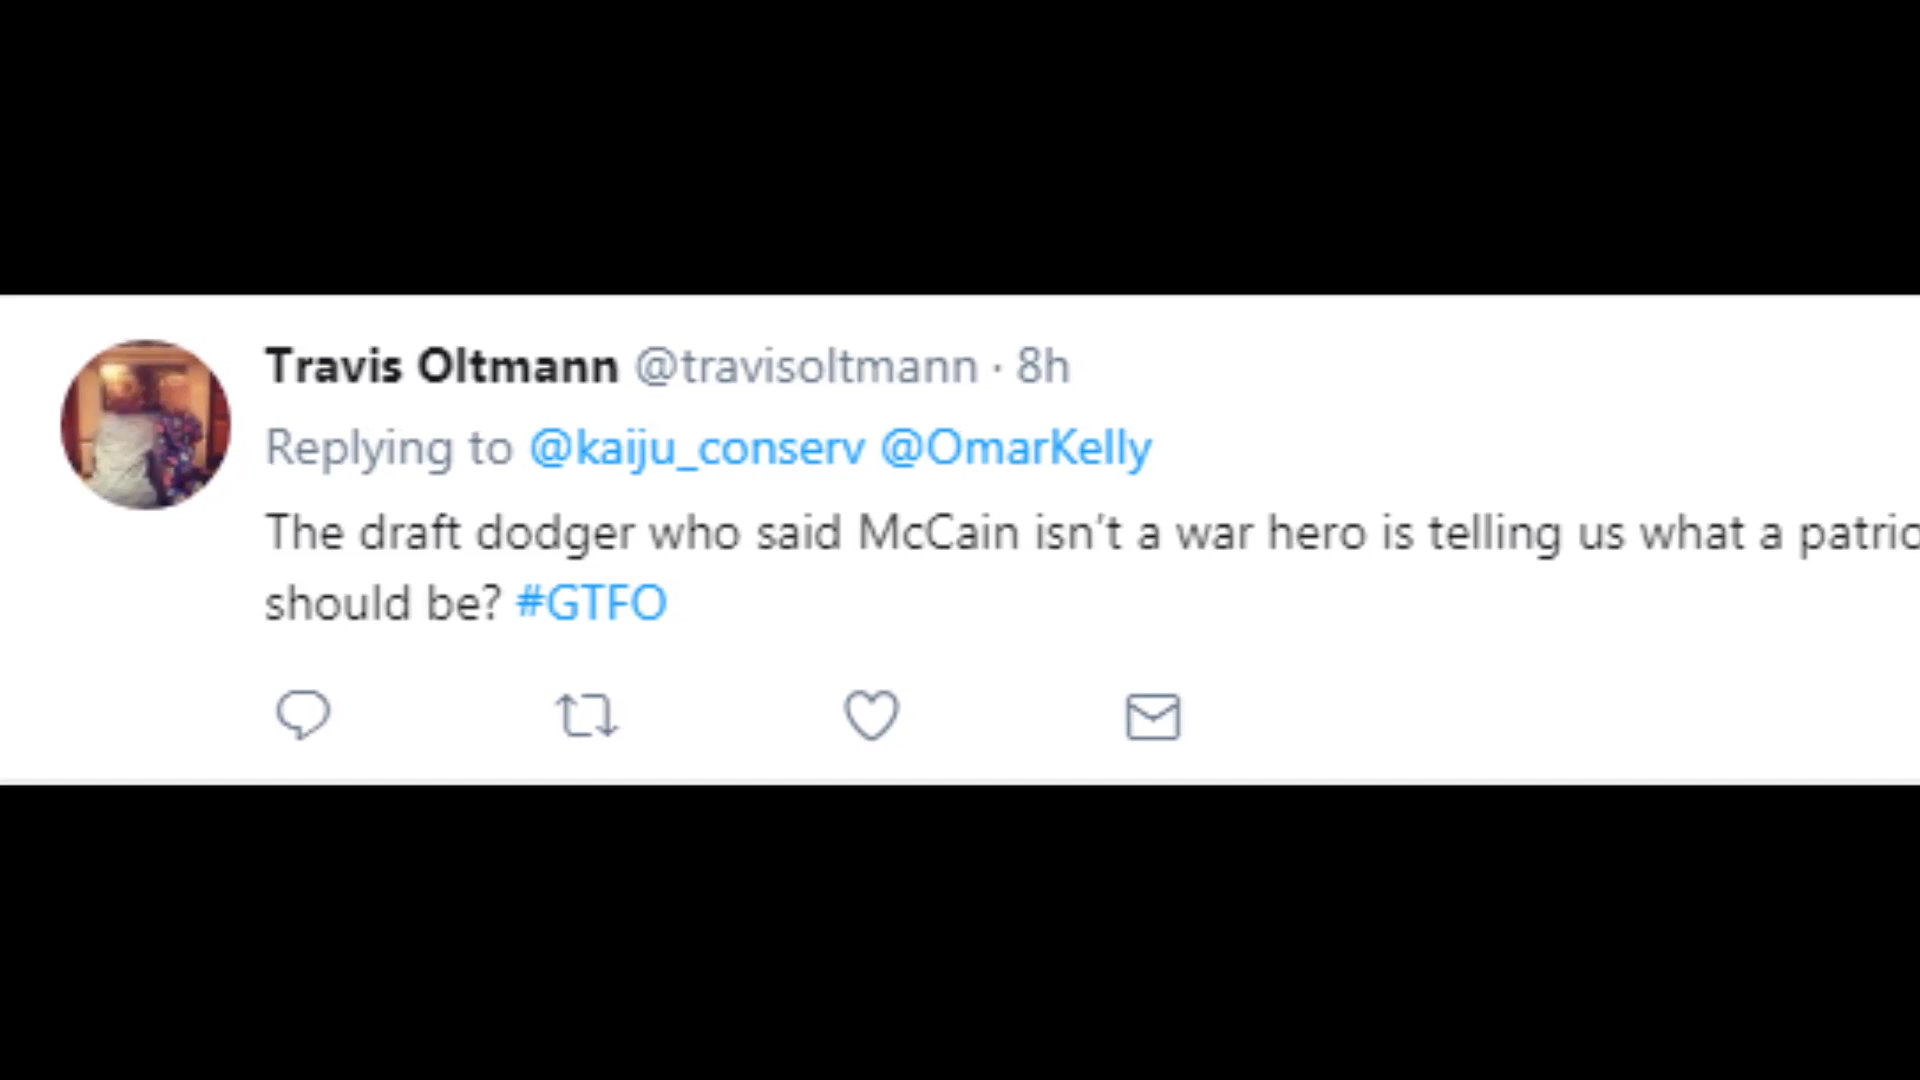 Travis Oltmann @travisoltmann · 8h
Replying to @kaiju_conserv @OmarKelly
The draft dodger who said McCain isn’t a war hero is telling us what a patrio
should be? #GTFO